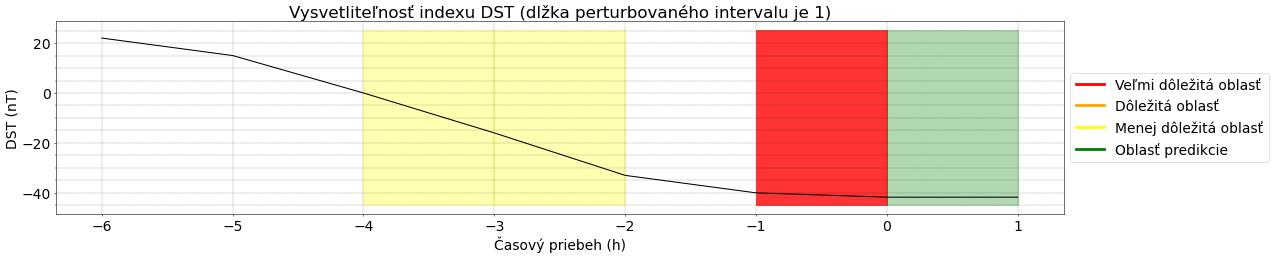 Vysvetliteľnosť indexu DST (dĺžka perturbovaného intervalu je 1)
DST (nT)
20
0
−20
−40
−6 −5 −4 −3 −2 −1 0 1
Časový priebeh (h)
Veľmi dôležitá oblasť
Dôležitá oblasť
Menej dôležitá oblasť
Oblasť predikcie